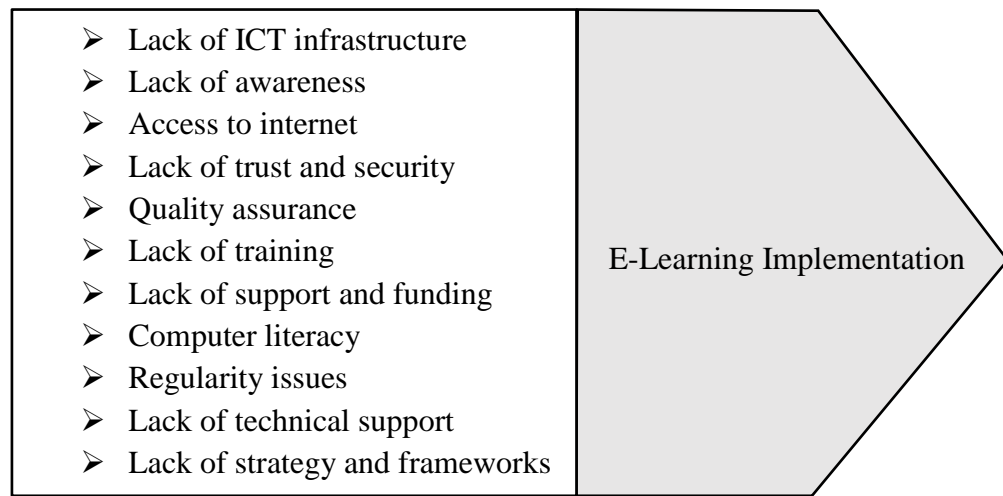 ➢ Lack of ICT infrastructure
➢ Lack of awareness
➢ Access to internet
➢ Lack of trust and security
➢ Quality assurance
➢ Lack of training
➢ Lack of support and funding
➢ Computer literacy
➢ Regularity issues
➢ Lack of technical support
➢ Lack of strategy and frameworks
E-Learning Implementation